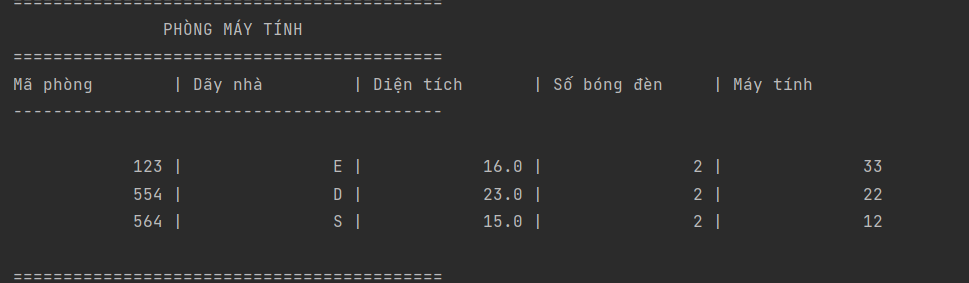 ===========================================
PHÒNG MÁY TÍNH
===========================================
Mã phòng | Dãy nhà | Diện tích | Số bóng đèn | Máy tính
-------------------------------------------
123 | E | 16.0 | 2 | 33
554 | D | 23.0 | 2 | 22
564 | S | 15.0 | 2 | 12
===========================================